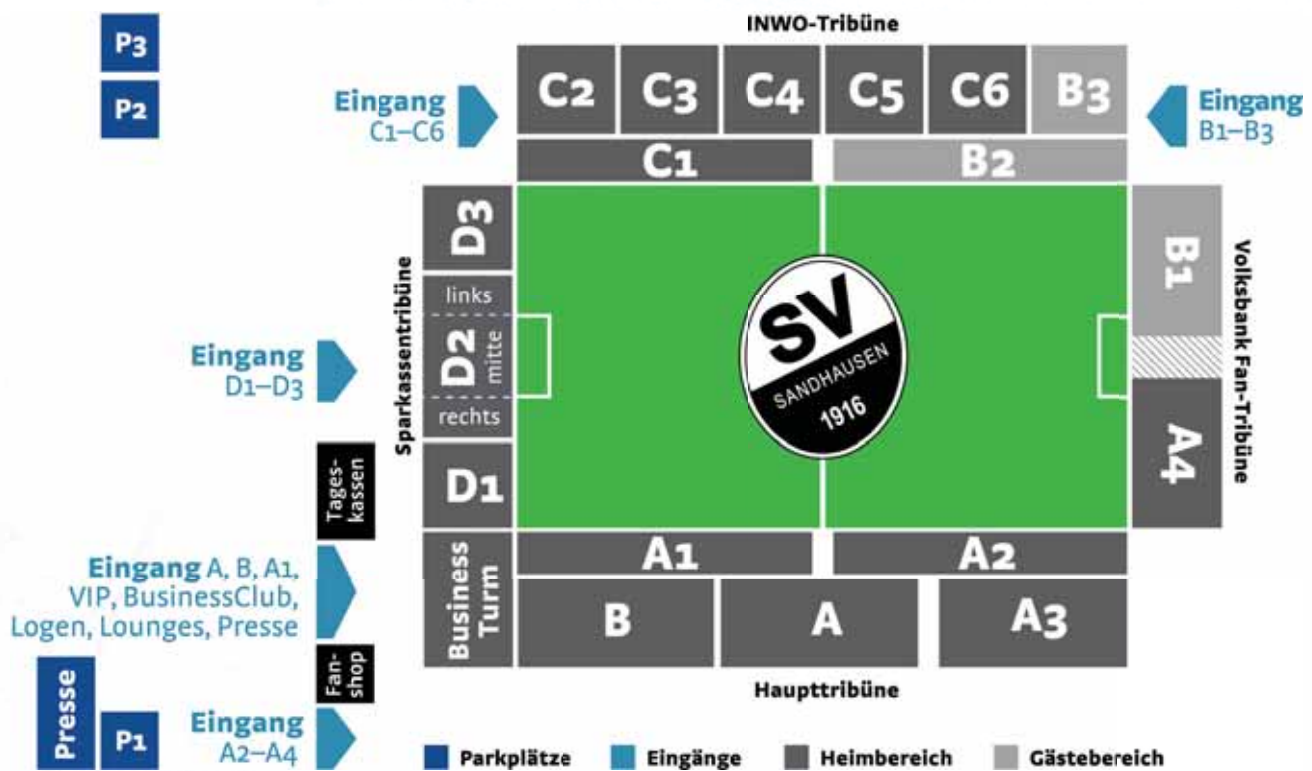 P3
P2
INWO-Tribüne
Eingang
C1–C6
C2
C3
C4
C5
C6
B3
C1
B2
Eingang
B1–B3
Sparkassentribüne
D3
links
D2
mitte
rechts
D1
SV
SANDHAUSEN
1916
B1
A4
Volksbank Fan-Tribüne
Eingang
D1–D3
Tages-
kassen
Eingang A, B, A1,
VIP, BusinessClub,
Logen, Lounges, Presse
Business
Turm
A1
A2
B
A
A3
Fan-
shop
Haupttribüne
Presse
P1
Eingang
A2–A4
Parkplätze
Eingänge
Heimbereich
Gästebereich